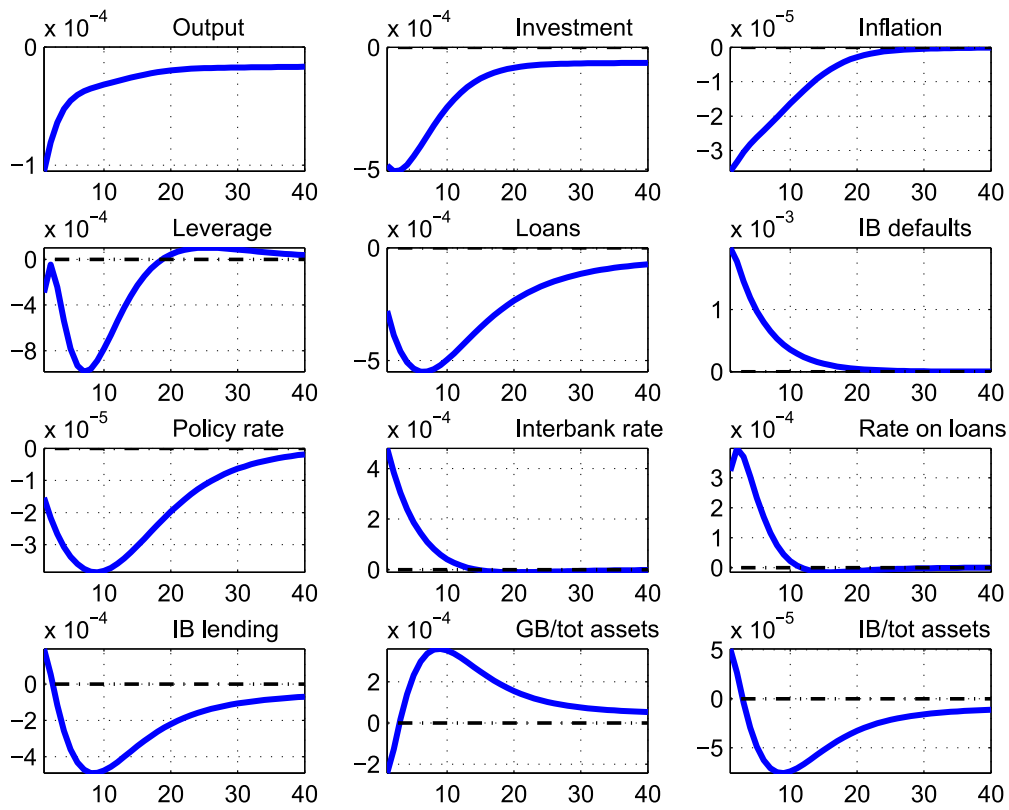 x 10−4 Output
0
−1
10 20 30 40
x 10−4 Investment
0
−5
10 20 30 40
x 10−5 Inflation
0
−1
−2
−3
10 20 30 40
x 10−4 Leverage
0
−4
−8
10 20 30 40
x 10−4 Loans
0
−5
10 20 30 40
x 10−3 IB defaults
1
0
10 20 30 40
x 10−5 Policy rate
0
−1
−2
−3
10 20 30 40
x 10−4 Interbank rate
4
2
0
10 20 30 40
x 10−4 Rate on loans
3
2
1
0
10 20 30 40
x 10−4 IB lending
0
−2
−4
10 20 30 40
x 10−4 GB/tot assets
2
0
−2
10 20 30 40
x 10−5 IB/tot assets
5
0
−5
10 20 30 40